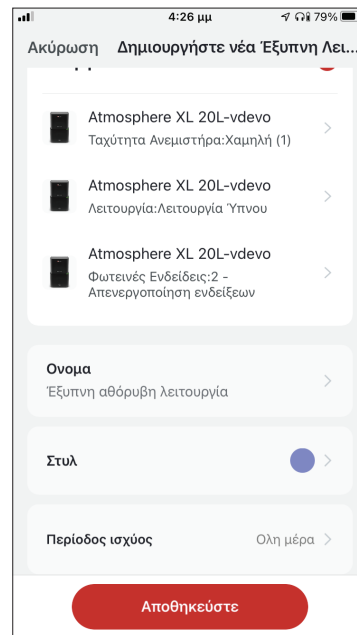 4:26 μμ
79%
Ακύρωση Δημιουργήστε νέα Έξυπνη Λει...
Atmosphere XL 20L-vdevo
Ταχύτητα Ανεμιστήρα:Χαμηλή (1)
Atmosphere XL 20L-vdevo
Λειτουργία:Λειτουργία Ύπνου
Atmosphere XL 20L-vdevo
Φωτεινές Ενδείξεις:2 -
Απενεργοποίηση ενδείξεων
Ονομα
Έξυπνη αθόρυβη λειτουργία
Στυλ
Περίοδος ισχύος Ολη μέρα
Αποθηκεύστε